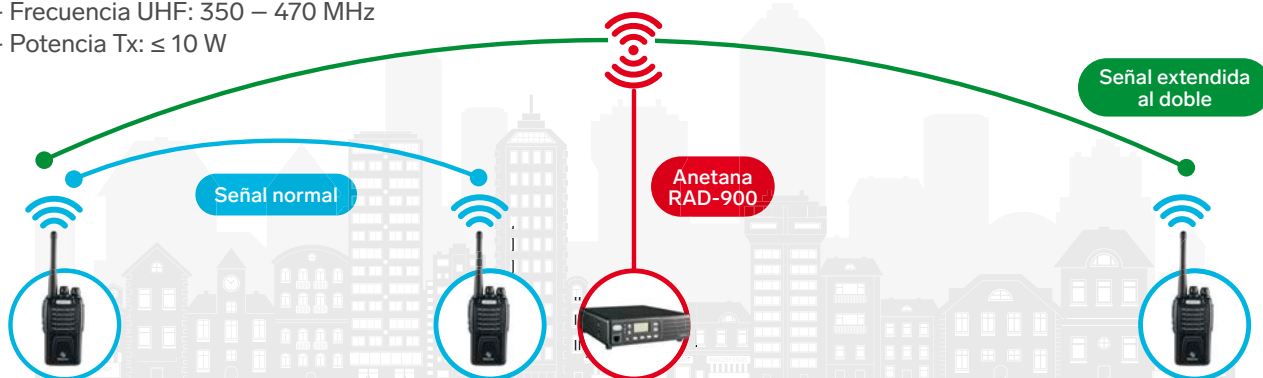 - Frecuencia UHF: 350 – 470 MHz
- Potencia Tx: ≤ 10 W
Señal extendida
al doble
Señal normal
Anetana
RAD-900